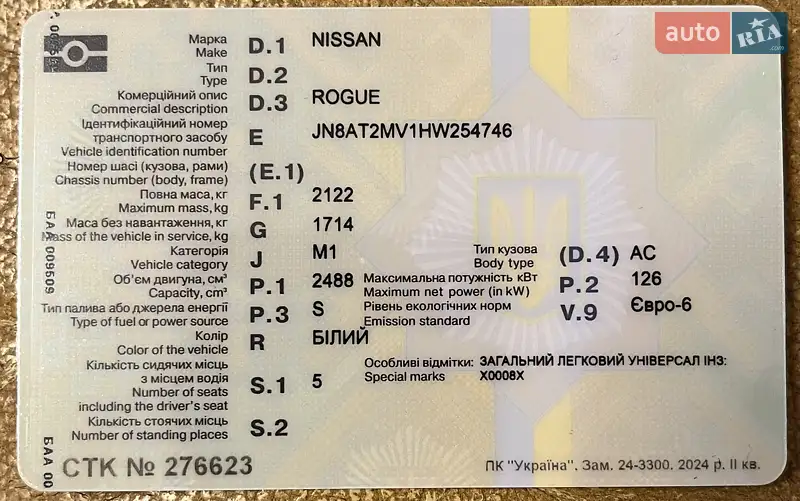 auto RIA .com
Марка
Make D.1 NISSAN
Тип
Type D.2
Комерційний опис
Commercial description D.3 ROGUE
Ідентифікаційний номер
транспортного засобу
Vehicle identification number E JN8AT2MV1HW254746
Номер шасі (кузова, рами)
Chassis number (body, frame) (E.1)
Повна маса, кг
Maximum mass, kg F.1 2122
Маса без навантаження, кг
Mass of the vehicle in service, kg G 1714
Категорія
Vehicle category J M1
Тип кузова
Body type (D.4) AC
Об'єм двигуна, см³
Capacity, cm³ P.1 2488
Максимальна потужність кВт
Maximum net power (in kW) P.2 126
Тип палива або джерела енергії
Type of fuel or power source P.3 S
Рівень екологічних норм
Emission standard V.9 Євро-6
Колір
Color of the vehicle R БІЛИЙ
Кількість сидячих місць
з місцем водія
Number of seats
including the driver's seat S.1 5
Особливі відмітки: ЗАГАЛЬНИЙ ЛЕГКОВИЙ УНІВЕРСАЛ ІНЗ:
Special marks X0008X
Кількість стоячих місць
Number of standing places S.2
СТК № 276623
ПК "Україна". Зам. 24-3300. 2024 р. II кв.
БАА 009509
БАА 00